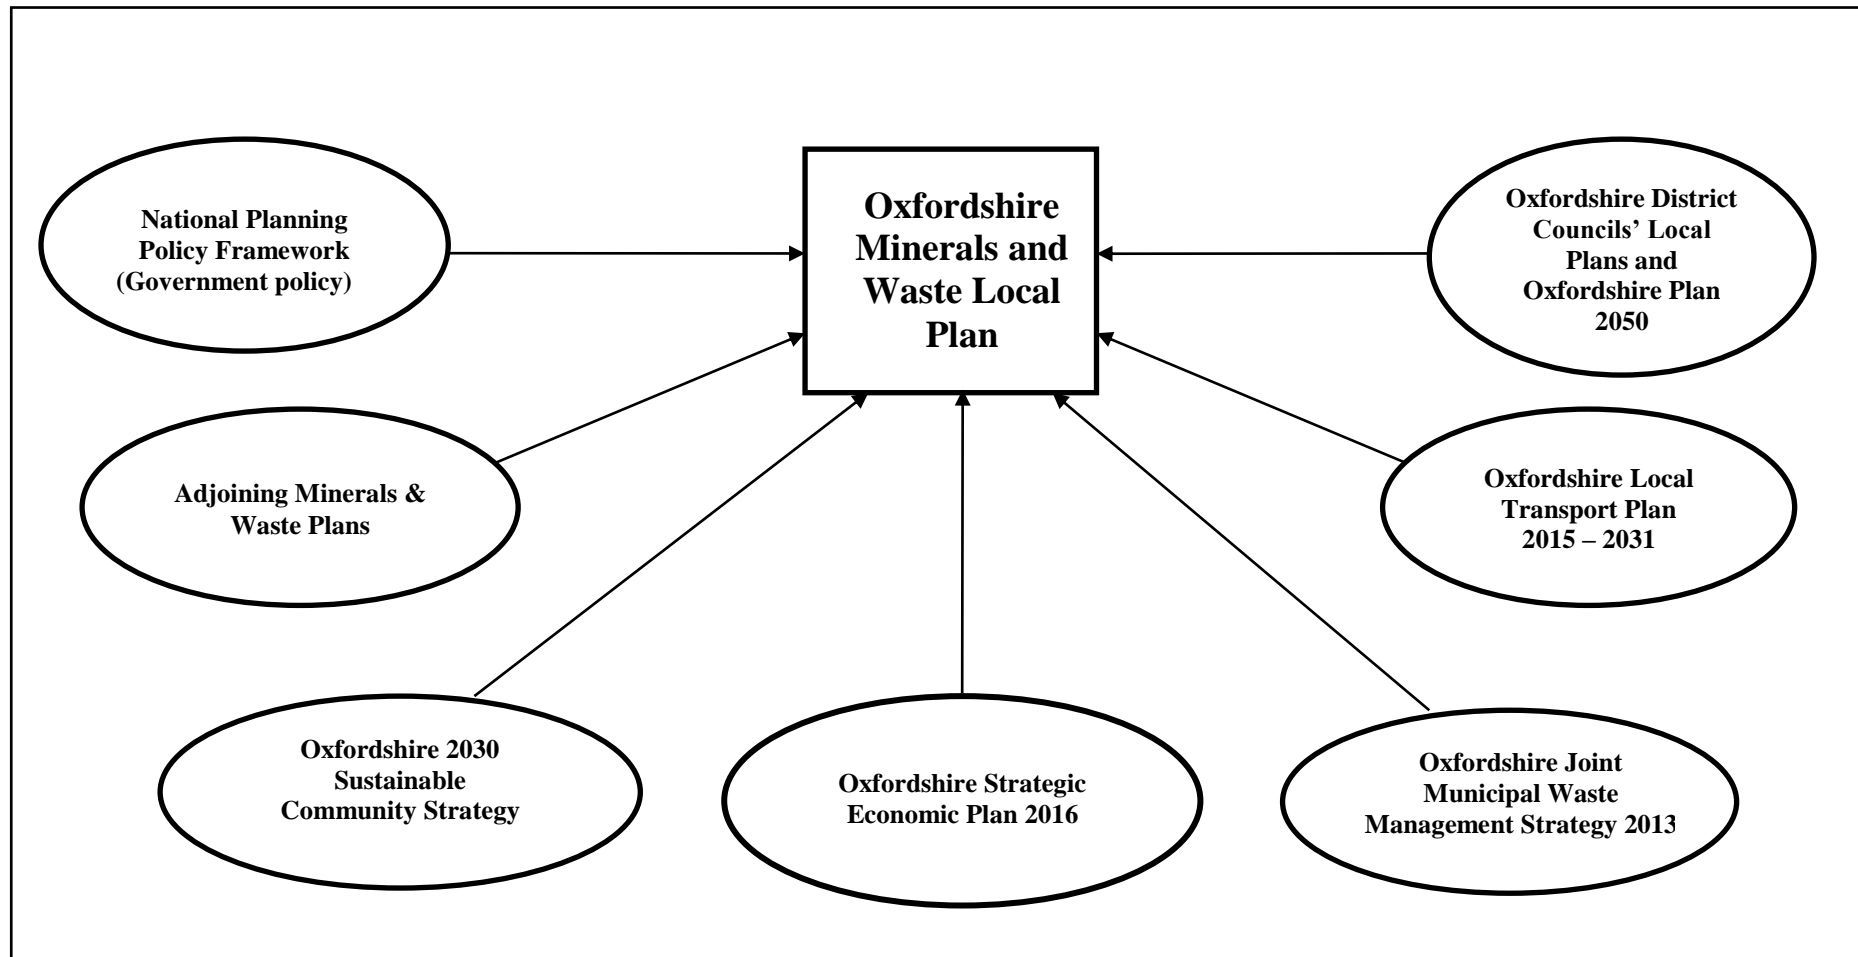 National Planning
Policy Framework
(Government policy)
Oxfordshire
Minerals and
Waste Local
Plan
Oxfordshire District
Councils’ Local
Plans and
Oxfordshire Plan
2050
Adjoining Minerals &
Waste Plans
Oxfordshire Local
Transport Plan
2015 – 2031
Oxfordshire 2030
Sustainable
Community Strategy
Oxfordshire Strategic
Economic Plan 2016
Oxfordshire Joint
Municipal Waste
Management Strategy 2013